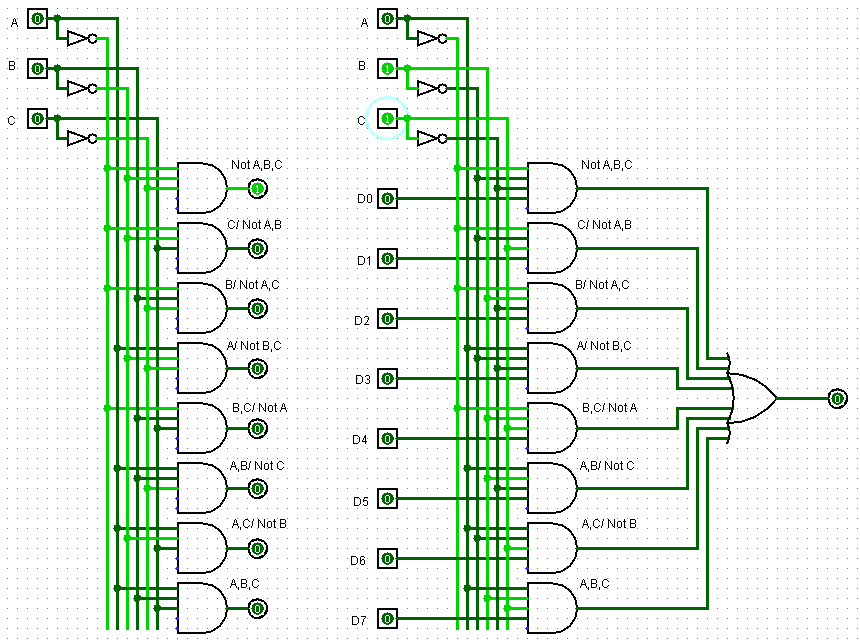 A
0
B
0
C
0
Not A,B,C
1
C/ Not A,B
0
B/ Not A,C
0
A/ Not B,C
0
B,C/ Not A
0
A,B/ Not C
0
A,C/ Not B
0
A,B,C
0
A
0
B
1
C
1
Not A,B,C
D0
0
C/ Not A,B
D1
0
B/ Not A,C
D2
0
A/ Not B,C
D3
0
B,C/ Not A
D4
0
A,B/ Not C
D5
0
A,C/ Not B
D6
0
A,B,C
D7
0
0